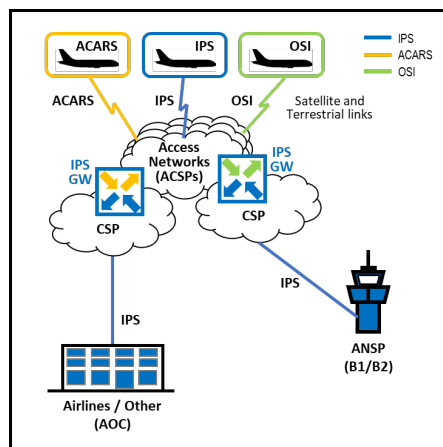 ACARS
IPS
OSI
IPS
ACARS
OSI
ACARS
IPS
OSI
Satellite and
Terrestrial links
Access
Networks
(ACSPs)
IPS
GW
IPS
GW
CSP
CSP
IPS
IPS
ANSP
(B1/B2)
Airlines / Other
(AOC)